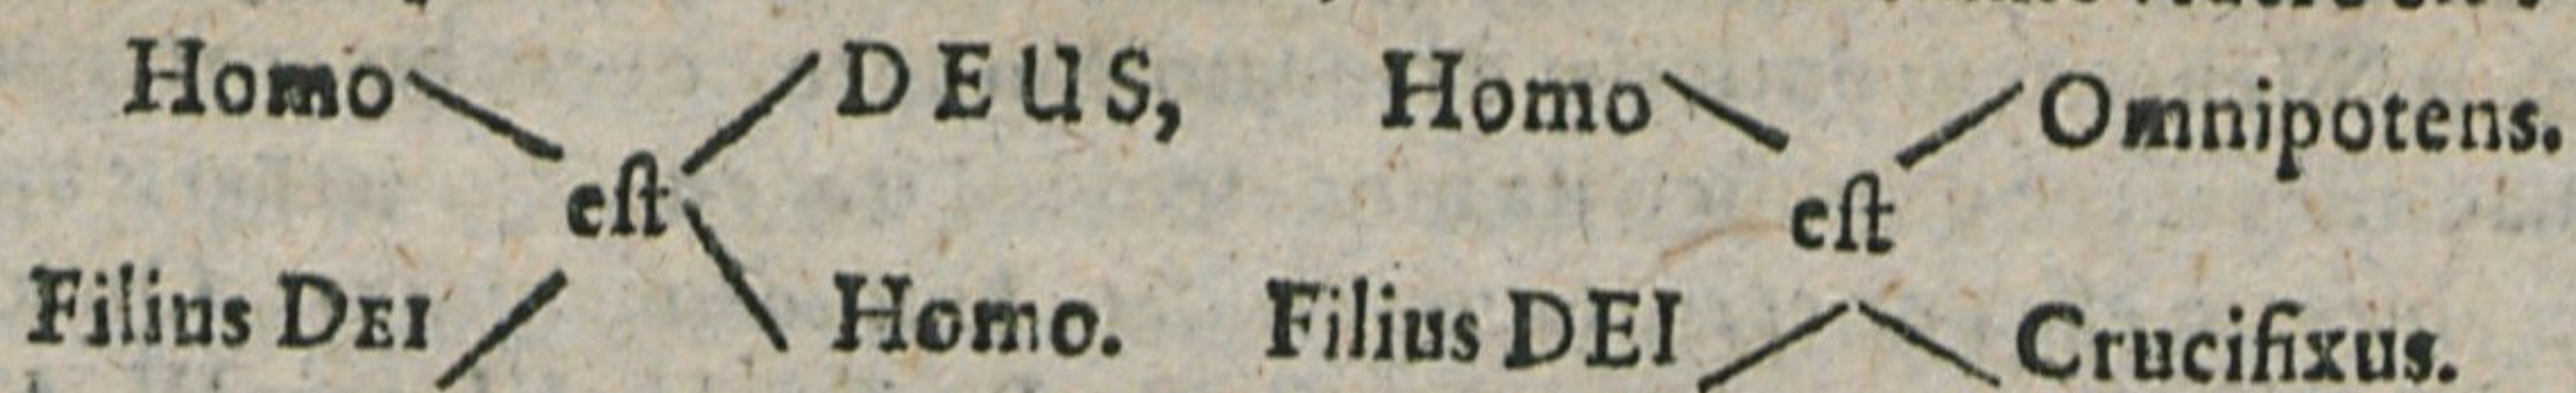 Homo DEUS, Homo Omnipotens.
eſt eſt
Filius DEI Homo. Filius DEI Crucifixus.